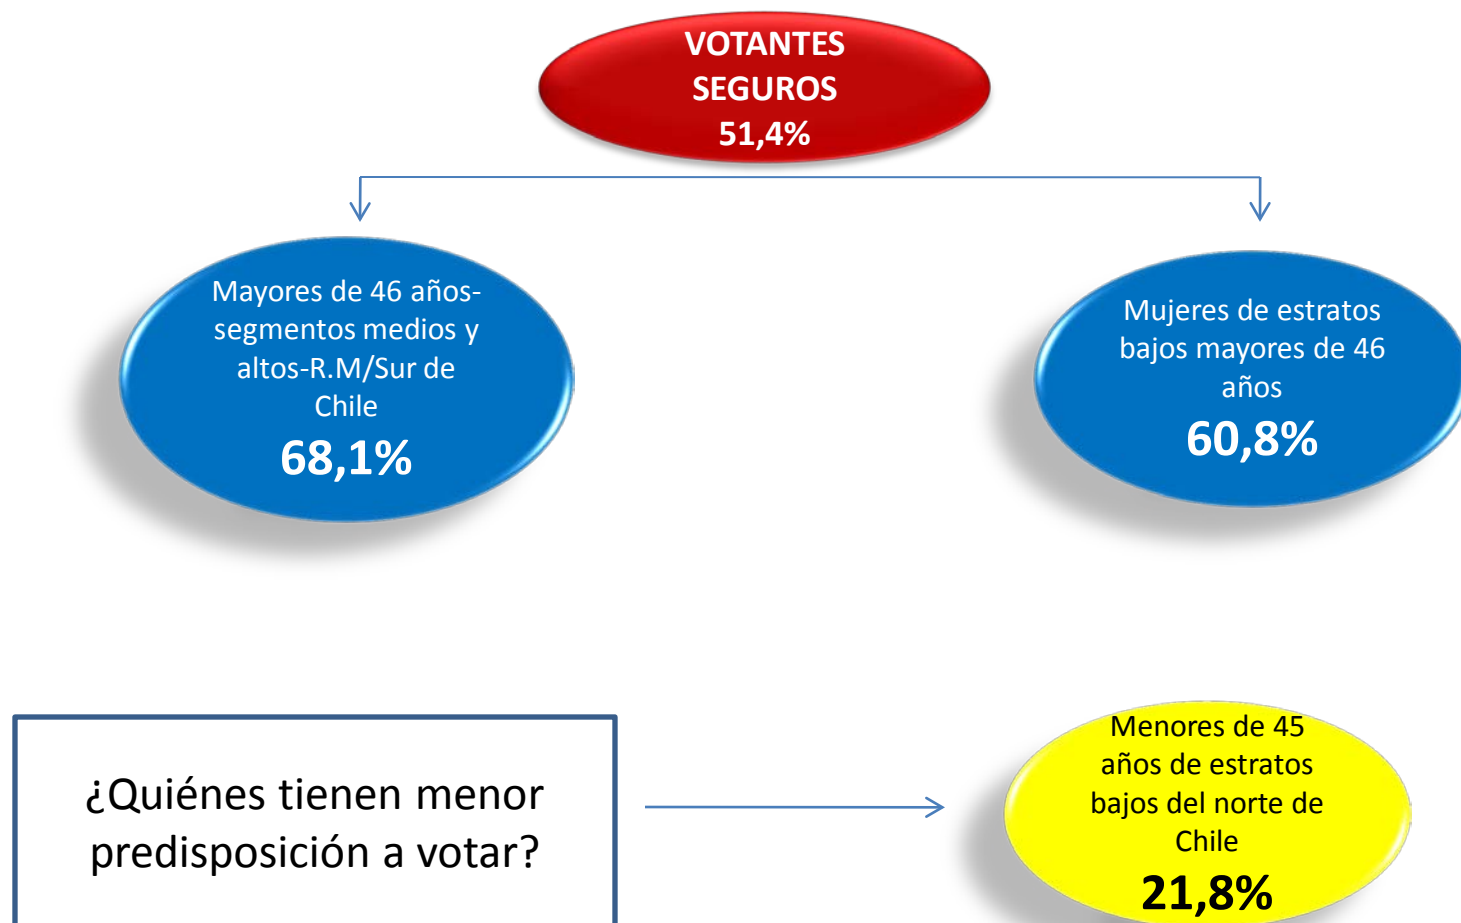 VOTANTES
SEGUROS
51,4%
Mayores de 46 años-
segmentos medios y
altos-R.M/Sur de
Chile
68,1%
Mujeres de estratos
bajos mayores de 46
años
60,8%
¿Quiénes tienen menor
predisposición a votar?
Menores de 45
años de estratos
bajos del norte de
Chile
21,8%